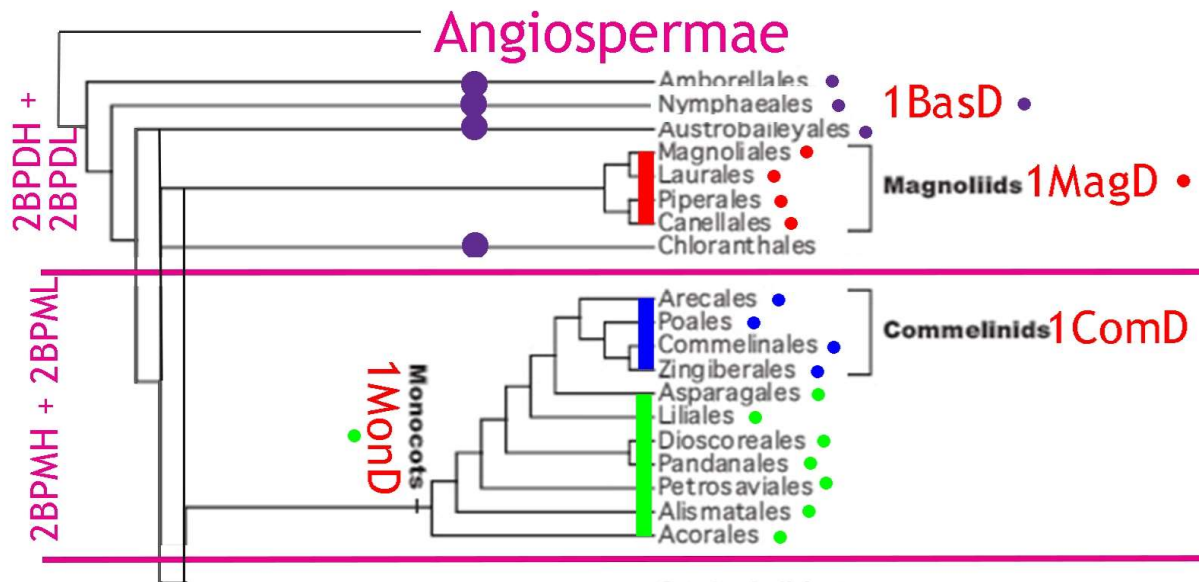 Angiospermae
2BPDH +
2BPDL
Amborellales
Nymphaeales
1BasD
Austrobaileyales
Magnoliales
Laurales
Magnoliids 1MagD
Piperales
Canellales
Chloranthales
2BPMH + 2BPML
Arecales
Poales
Commelinids 1ComD
Commelinales
Zingiberales
Monocots
1MonD
Asparagales
Liliales
Dioscoreales
Pandanales
Petrosaviales
Alismatales
Acorales